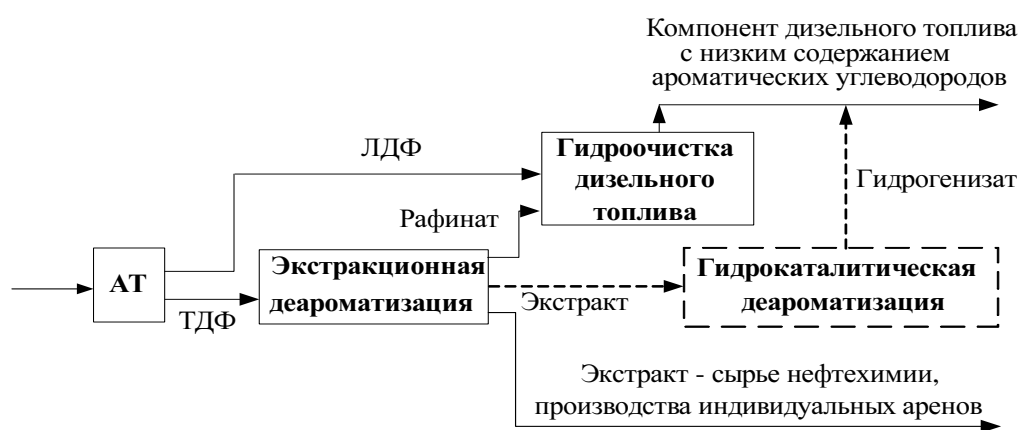 Компонент дизельного топлива
с низким содержанием
ароматических углеводородов
ЛДФ
Гидроочистка
дизельного
топлива
Гидрогенизат
Рафинат
АТ
Экстракционная
деароматизация
Гидрокаталитическая
деароматизация
Экстракт
ТДФ
Экстракт - сырье нефтехимии,
производства индивидуальных аренов